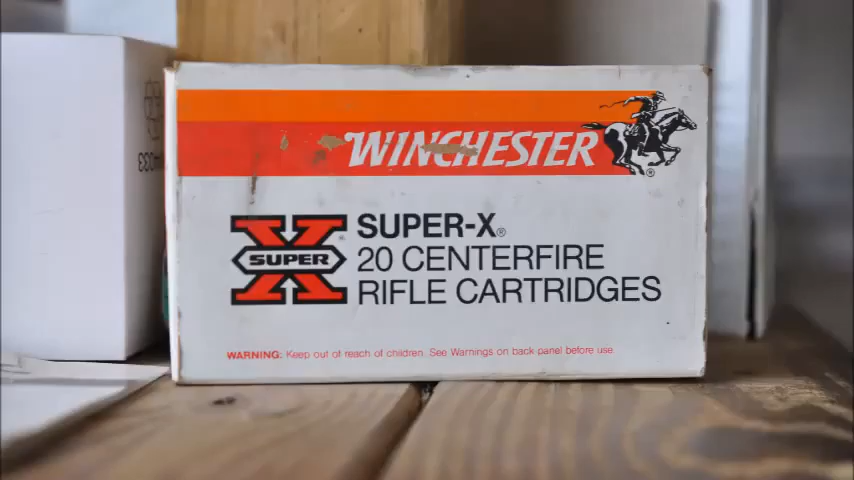 WINCHESTER
®
SUPER
SUPER-X®
20 CENTERFIRE
RIFLE CARTRIDGES
WARNING: Keep out of reach of children. See Warnings on back panel before use.